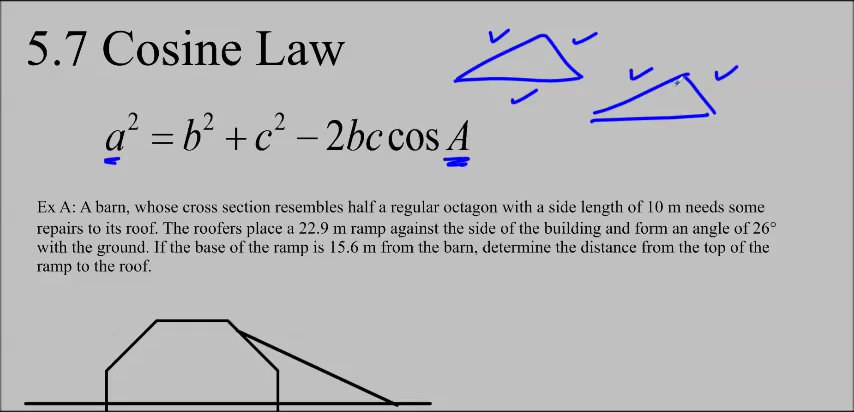 5.7 Cosine Law
a² = b² + c² − 2bc cos A
Ex A: A barn, whose cross section resembles half a regular octagon with a side length of 10 m needs some
repairs to its roof. The roofers place a 22.9 m ramp against the side of the building and form an angle of 26°
with the ground. If the base of the ramp is 15.6 m from the barn, determine the distance from the top of the
ramp to the roof.